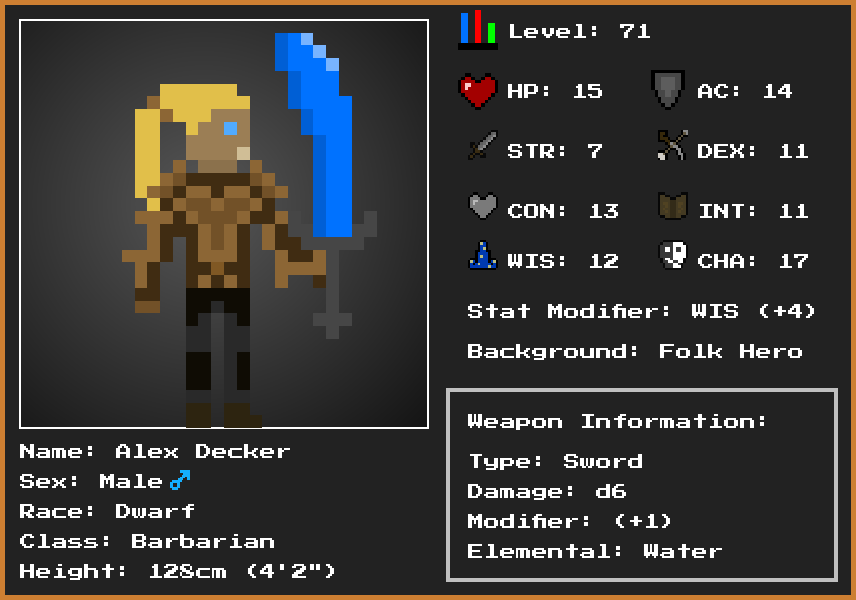 Level: 71
HP: 15
AC: 14
STR: 7
DEX: 11
CON: 13
INT: 11
WIS: 12
CHA: 17
Stat Modifier: WIS (+4)
Background: Folk Hero
Weapon Information:
Type: Sword
Damage: d6
Modifier: (+1)
Elemental: Water
Name: Alex Decker
Sex: Male♂
Race: Dwarf
Class: Barbarian
Height: 128cm (4'2")